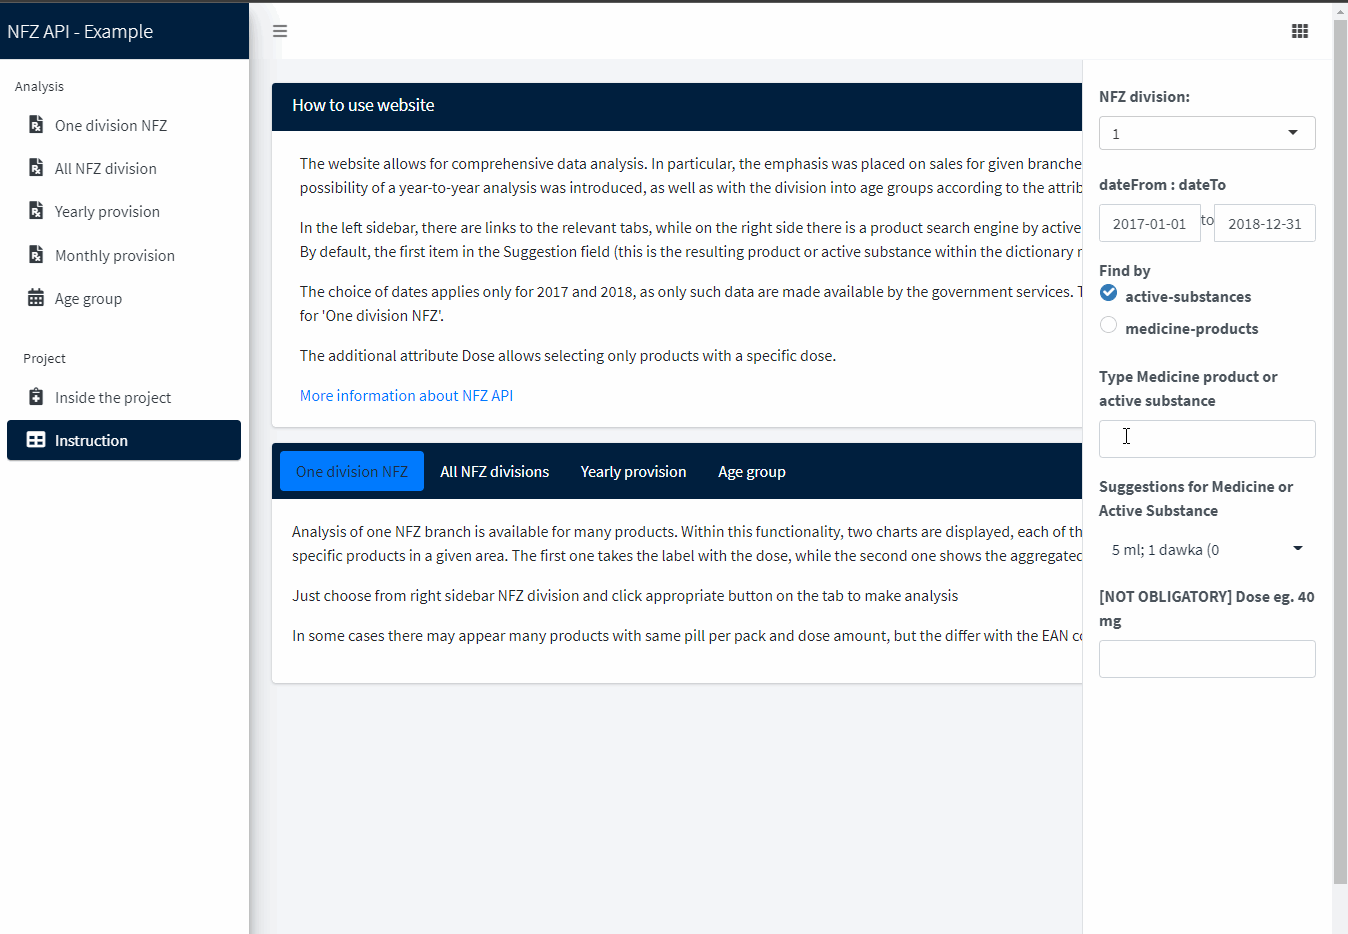 NFZ API - Example
Analysis
One division NFZ
All NFZ division
Yearly provision
Monthly provision
Age group
Project
Inside the project
Instruction
How to use website
The website allows for comprehensive data analysis. In particular, the emphasis was placed on sales for given branche
possibility of a year-to-year analysis was introduced, as well as with the division into age groups according to the attrib
In the left sidebar, there are links to the relevant tabs, while on the right side there is a product search engine by active
By default, the first item in the Suggestion field (this is the resulting product or active substance within the dictionary r
The choice of dates applies only for 2017 and 2018, as only such data are made available by the government services. T
for 'One division NFZ'.
The additional attribute Dose allows selecting only products with a specific dose.
More information about NFZ API
One division NFZ
All NFZ divisions
Yearly provision
Age group
Analysis of one NFZ branch is available for many products. Within this functionality, two charts are displayed, each of th
specific products in a given area. The first one takes the label with the dose, while the second one shows the aggregated
Just choose from right sidebar NFZ division and click appropriate button on the tab to make analysis
In some cases there may appear many products with same pill per pack and dose amount, but the differ with the EAN co
NFZ division:
1
dateFrom : dateTo
2017-01-01 to 2018-12-31
Find by
active-substances
medicine-products
Type Medicine product or
active substance
Suggestions for Medicine or
Active Substance
5 ml; 1 dawka (0
[NOT OBLIGATORY] Dose eg. 40
mg